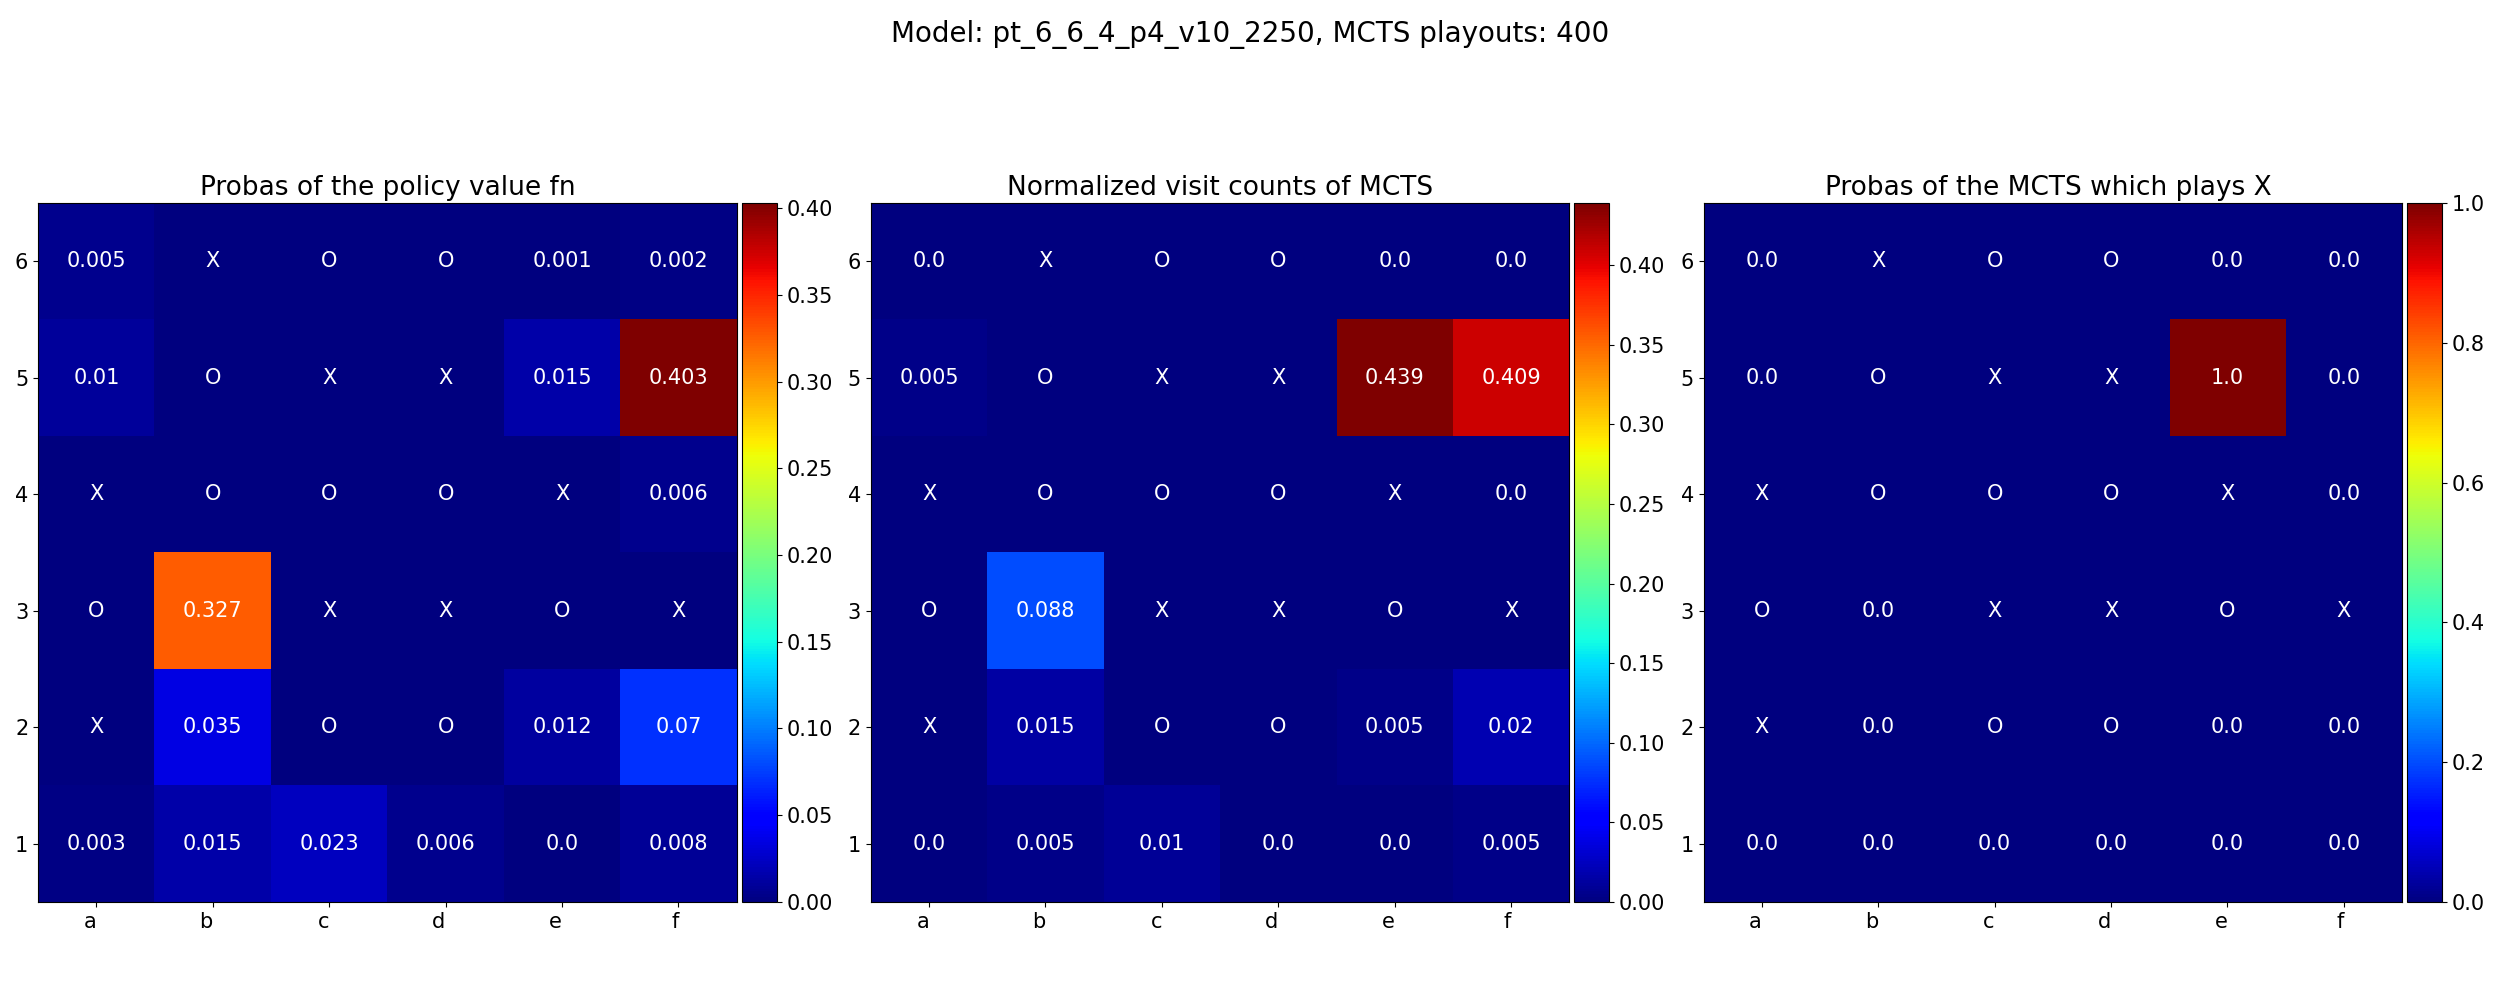 Model: pt_6_6_4_p4_v10_2250, MCTS playouts: 400
Probas of the policy value fn
6 0.005 X O O 0.001 0.002
5 0.01 O X X 0.015 0.403
4 X O O O X 0.006
3 O 0.327 X X O X
2 X 0.035 O O 0.012 0.07
1 0.003 0.015 0.023 0.006 0.0 0.008
a b c d e f
0.40
0.35
0.30
0.25
0.20
0.15
0.10
0.05
0.00
Normalized visit counts of MCTS
6 0.0 X O O 0.0 0.0
5 0.005 O X X 0.439 0.409
4 X O O O X 0.0
3 O 0.088 X X O X
2 X 0.015 O O 0.005 0.02
1 0.0 0.005 0.01 0.0 0.0 0.005
a b c d e f
0.40
0.35
0.30
0.25
0.20
0.15
0.10
0.05
0.00
Probas of the MCTS which plays X
6 0.0 X O O 0.0 0.0
5 0.0 O X X 1.0 0.0
4 X O O O X 0.0
3 O 0.0 X X O X
2 X 0.0 O O 0.0 0.0
1 0.0 0.0 0.0 0.0 0.0 0.0
a b c d e f
1.0
0.8
0.6
0.4
0.2
0.0